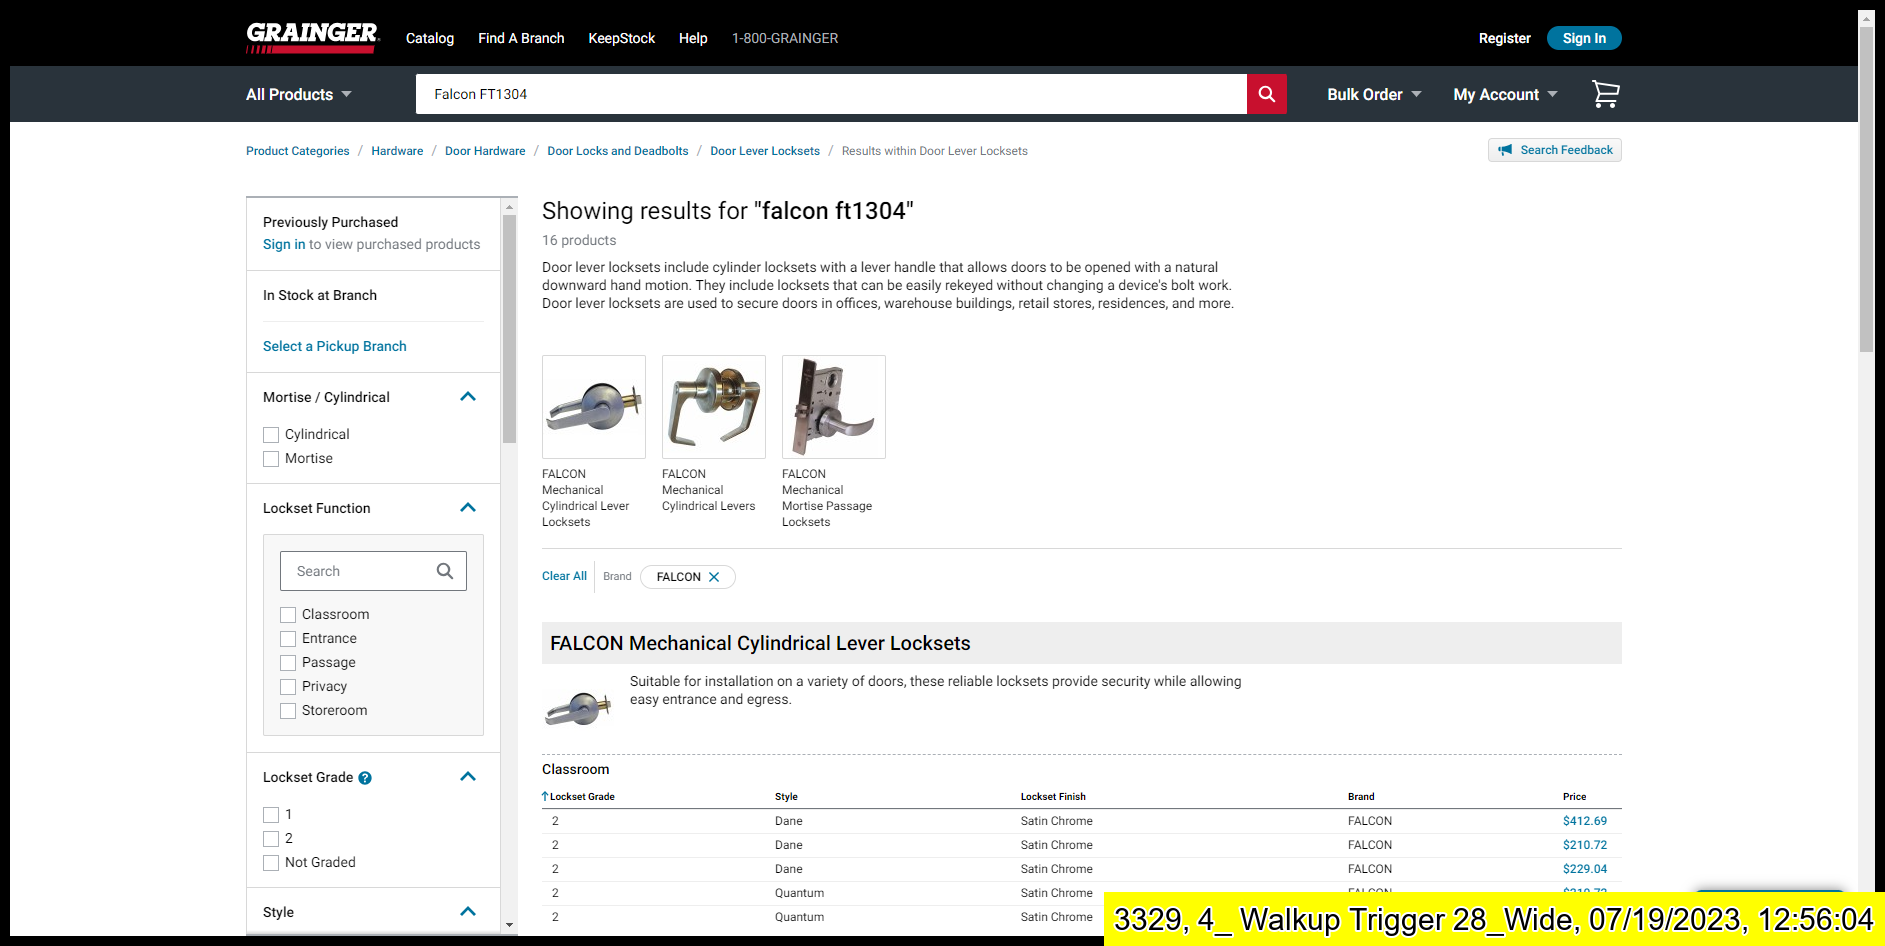 GRAINGER
Catalog Find A Branch KeepStock Help 1-800-GRAINGER Register Sign In
All Products Falcon FT1304 Bulk Order My Account
Product Categories / Hardware / Door Hardware / Door Locks and Deadbolts / Door Lever Locksets / Results within Door Lever Locksets Search Feedback
Previously Purchased
Sign in to view purchased products
In Stock at Branch
Select a Pickup Branch
Mortise / Cylindrical
Cylindrical
Mortise
Lockset Function
Search
Classroom
Entrance
Passage
Privacy
Storeroom
Lockset Grade ?
1
2
Not Graded
Style
Showing results for "falcon ft1304"
16 products
Door lever locksets include cylinder locksets with a lever handle that allows doors to be opened with a natural
downward hand motion. They include locksets that can be easily rekeyed without changing a device's bolt work.
Door lever locksets are used to secure doors in offices, warehouse buildings, retail stores, residences, and more.
FALCON
Mechanical
Cylindrical Lever
Locksets
FALCON
Mechanical
Cylindrical Levers
FALCON
Mechanical
Mortise Passage
Locksets
Clear All Brand FALCON
FALCON Mechanical Cylindrical Lever Locksets
Suitable for installation on a variety of doors, these reliable locksets provide security while allowing
easy entrance and egress.
Classroom
Lockset Grade Style Lockset Finish Brand Price
2 Dane Satin Chrome FALCON $412.69
2 Dane Satin Chrome FALCON $210.72
2 Dane Satin Chrome FALCON $229.04
2 Quantum Satin Chrome FALCON
2 Quantum Satin Chrome
3329, 4_ Walkup Trigger 28_Wide, 07/19/2023, 12:56:04